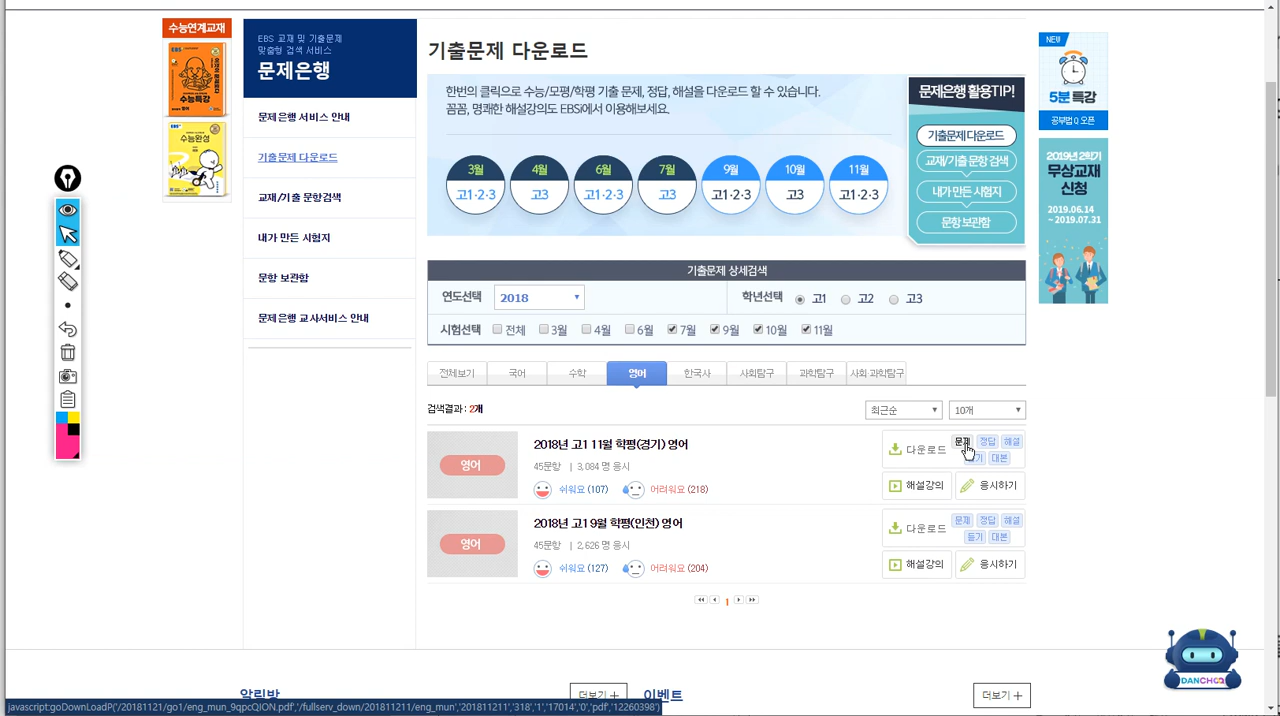 수능연계교재
EBS
수능특강
EBS
수능완성
EBS 교재 및 기출문제
맞춤형 검색 서비스
문제은행
문제은행 서비스 안내
기출문제 다운로드
교재/기출 문항검색
내가 만든 시험지
문항 보관함
문제은행 교사서비스 안내
기출문제 다운로드
한번의 클릭으로 수능/모평/학평 기출 문제, 정답, 해설을 다운로드 할 수 있습니다.
꼼꼼, 명쾌한 해설강의도 EBSi에서 이용해보세요.
3월
고1·2·3
4월
고3
6월
고1·2·3
7월
고3
9월
고1·2·3
10월
고3
11월
고1·2·3
문제은행 활용TIP!
기출문제 다운로드
교재/기출 문항 검색
내가 만든 시험지
문항 보관함
NEW
5분 특강
공부법Q 오픈
2019년 2학기
무상교재
신청
2019.06.14
~2019.07.31
기출문제 상세검색
연도선택 2018 학년선택 고1 고2 고3
시험선택 전체 3월 4월 6월 7월 9월 10월 11월
전체보기 국어 수학 영어 한국사 사회탐구 과학탐구 사회·과학탐구
검색결과 : 2개 최근순 10개
영어
2018년 고1 11월 학평(경기) 영어
45문항 | 3,084 명 응시
쉬워요 (107) 어려워요 (218)
다운로드 문제 정답 해설
대본
해설강의 응시하기
영어
2018년 고1 9월 학평(인천) 영어
45문항 | 2,626 명 응시
쉬워요 (127) 어려워요 (204)
다운로드 문제 정답 해설
듣기 대본
해설강의 응시하기
1
DANCHOO
알림방 더보기 + 이벤트 더보기 +
javascript:goDownLoadP('/20181121/go1/eng_mun_9qpcQION.pdf','/fullserv_down/201811211/eng_mun','201811211','318','1','17014','0','pdf','12260398')